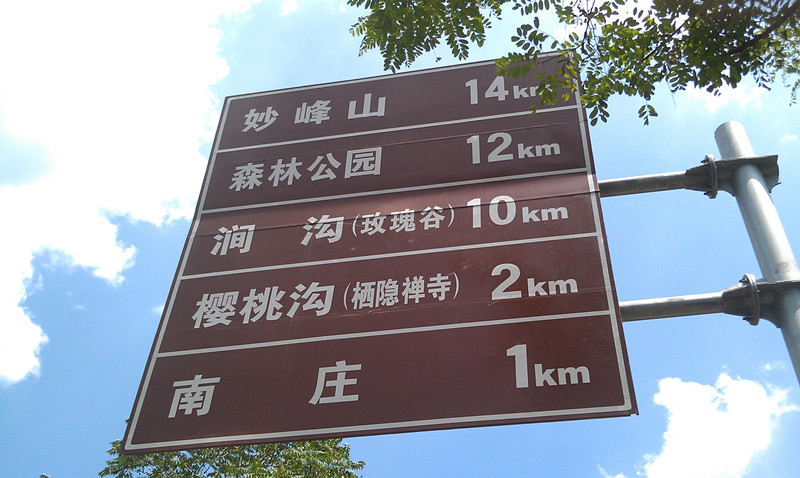 妙峰山 14km
森林公园 12km
涧沟(玫瑰谷) 10km
樱桃沟(栖隐禅寺) 2km
南庄 1km